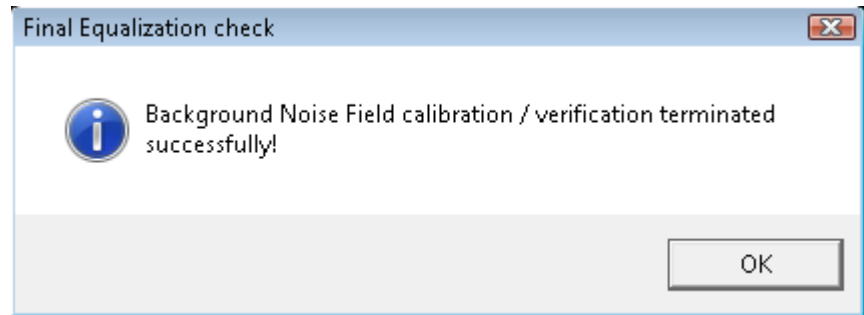 Final Equalization check
Background Noise Field calibration / verification terminated
successfully!
OK